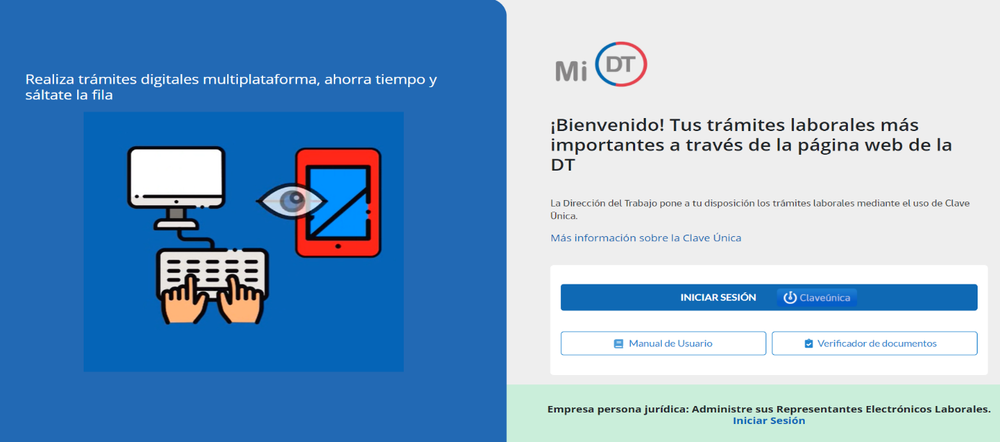 Realiza trámites digitales multiplataforma, ahorra tiempo y
sáltate la fila
Mi DT
¡Bienvenido! Tus trámites laborales más
importantes a través de la página web de la
DT
La Dirección del Trabajo pone a tu disposición los trámites laborales mediante el uso de Clave
Única.
Más información sobre la Clave Única
INICIAR SESIÓN Claveúnica
Manual de Usuario
Verificador de documentos
Empresa persona jurídica: Administre sus Representantes Electrónicos Laborales.
Iniciar Sesión